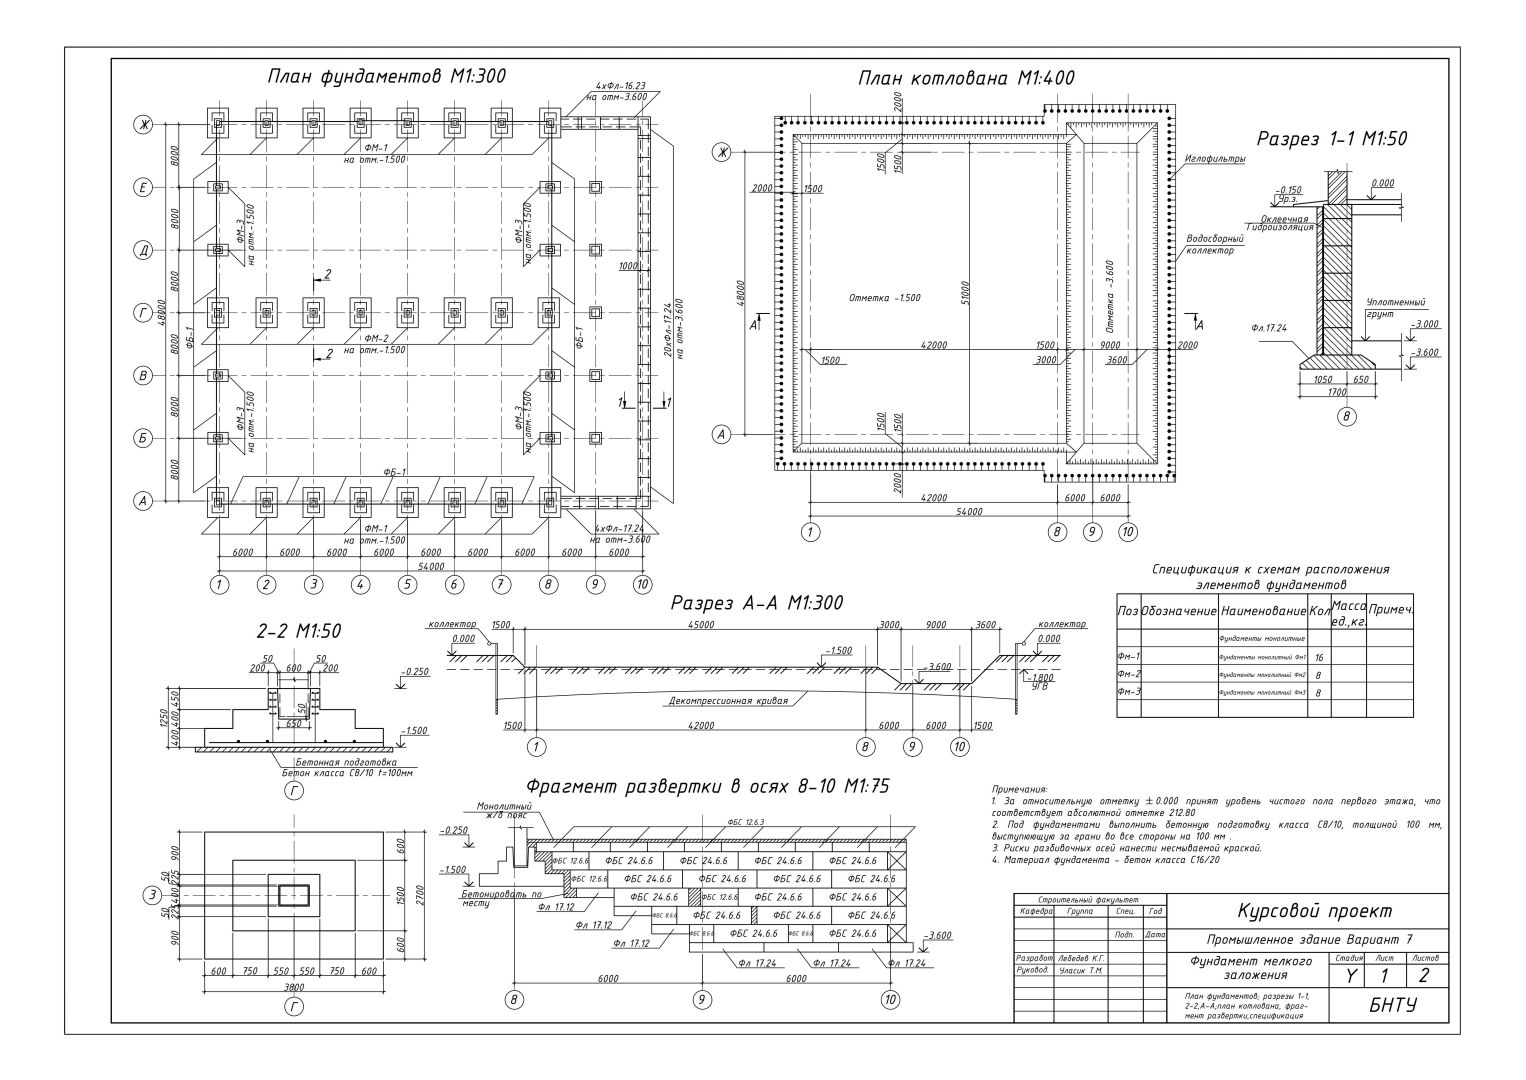 План фундаментов М1:300
4хФл-16.23
на отм-3.600
Ж
Е
Д
Г
В
Б
А
8000
8000
8000
8000
8000
8000
48000
ФМ-1
на отм.-1.500
ФМ-3
на отм.-1.500
ФМ-3
на отм.-1.500
2
1000
ФБ-1
ФБ-1
ФМ-2
на отм.-1.500
2
20хФл-17.24
на отм-3.600
ФМ-3
на отм.-1.500
ФМ-3
на отм.-1.500
1
1
ФБ-1
ФМ-1
на отм.-1.500
4хФл-17.24
на отм-3.600
6000 6000 6000 6000 6000 6000 6000 6000 6000
54000
1 2 3 4 5 6 7 8 9 10
План котлована М1:400
2000
1500
1500
Ж
2000
1500
Иглофильтры
Водосборный
коллектор
48000
51000
Отметка -1.500
Отметка -3.600
А
А
42000
1500
9000
2000
1500
3000
3600
1500
1500
А
2000
42000 6000 6000
54000
1 8 9 10
Разрез 1-1 М1:50
-0.150
Ур.з.
0.000
Оклеечная
Гидроизоляция
Уплотненный
грунт
Фл.17.24
-3.000
-3.600
1050 650
1700
8
Спецификация к схемам расположения
элементов фундаментов
Поз Обозначение Наименование Кол Масса ед.,кг. Примеч.
Фундаменты монолитные
Фм-1 Фундаменты монолитный Фм1 16
Фм-2 Фундаменты монолитный Фм2 8
Фм-3 Фундаменты монолитный Фм3 8
Разрез А-А М1:300
коллектор
1500 45000 3000 9000 3600
коллектор
0.000
0.000
-1.500
-3.600
-1.800
УГВ
Декомпрессионная кривая
1500 42000 6000 6000 1500
1 8 9 10
2-2 М1:50
50 50
200 600 200
-0.250
450
400
400
1250
50
650
-1.500
Бетонная подготовка
Бетон класса С8/10 t=100мм
Г
900
50
225
400
225
50
900
3
600
1500
600
2700
600 750 550 550 750 600
3800
Г
Фрагмент развертки в осях 8-10 М1:75
Монолитный
ж/в пояс
ФБС 12.6.3
-0.250
-1.500
ФБС 12.6.6 ФБС 24.6.6 ФБС 24.6.6 ФБС 24.6.6 ФБС 24.6.6
ФБС 12.6.6 ФБС 24.6.6 ФБС 24.6.6 ФБС 24.6.6 ФБС 24.6.6
Бетонировать по
месту
ФБС 24.6.6 ФБС 12.6.6 ФБС 24.6.6 ФБС 24.6.6
Фл 17.12
ФБС 8.6.6 ФБС 24.6.6 ФБС 24.6.6 ФБС 24.6.6
Фл 17.12
ФБС 8.6.6 ФБС 24.6.6 ФБС 8.6.6 ФБС 24.6.6
Фл 17.12
-3.600
Фл 17.24 Фл 17.24 Фл 17.24
6000 6000
8 9 10
Примечания:
1. За относительную отметку ±0.000 принят уровень чистого пола первого этажа, что
соответствует абсолютной отметке 212.80
2. Под фундаментами выполнить бетонную подготовку класса С8/10, толщиной 100 мм,
выступюющую за грани во все стороны на 100 мм .
3. Риски разбивочных осей нанести несмываемой краской.
4. Материал фундамента - бетон класса С16/20
Строительный факультет
Кафедра Группа Спец. Год
Подп. Дата
Разработ Лебедев К.Г.
Руковод. Уласик Т.М.
Курсовой проект
Промышленное здание Вариант 7
Фундамент мелкого
заложения
Стадия Лист Листов
У 1 2
План фундаментов; разрезы 1-1,
2-2,А-А;план котлована, фраг-
мент развертки,спецификация
БНТУ